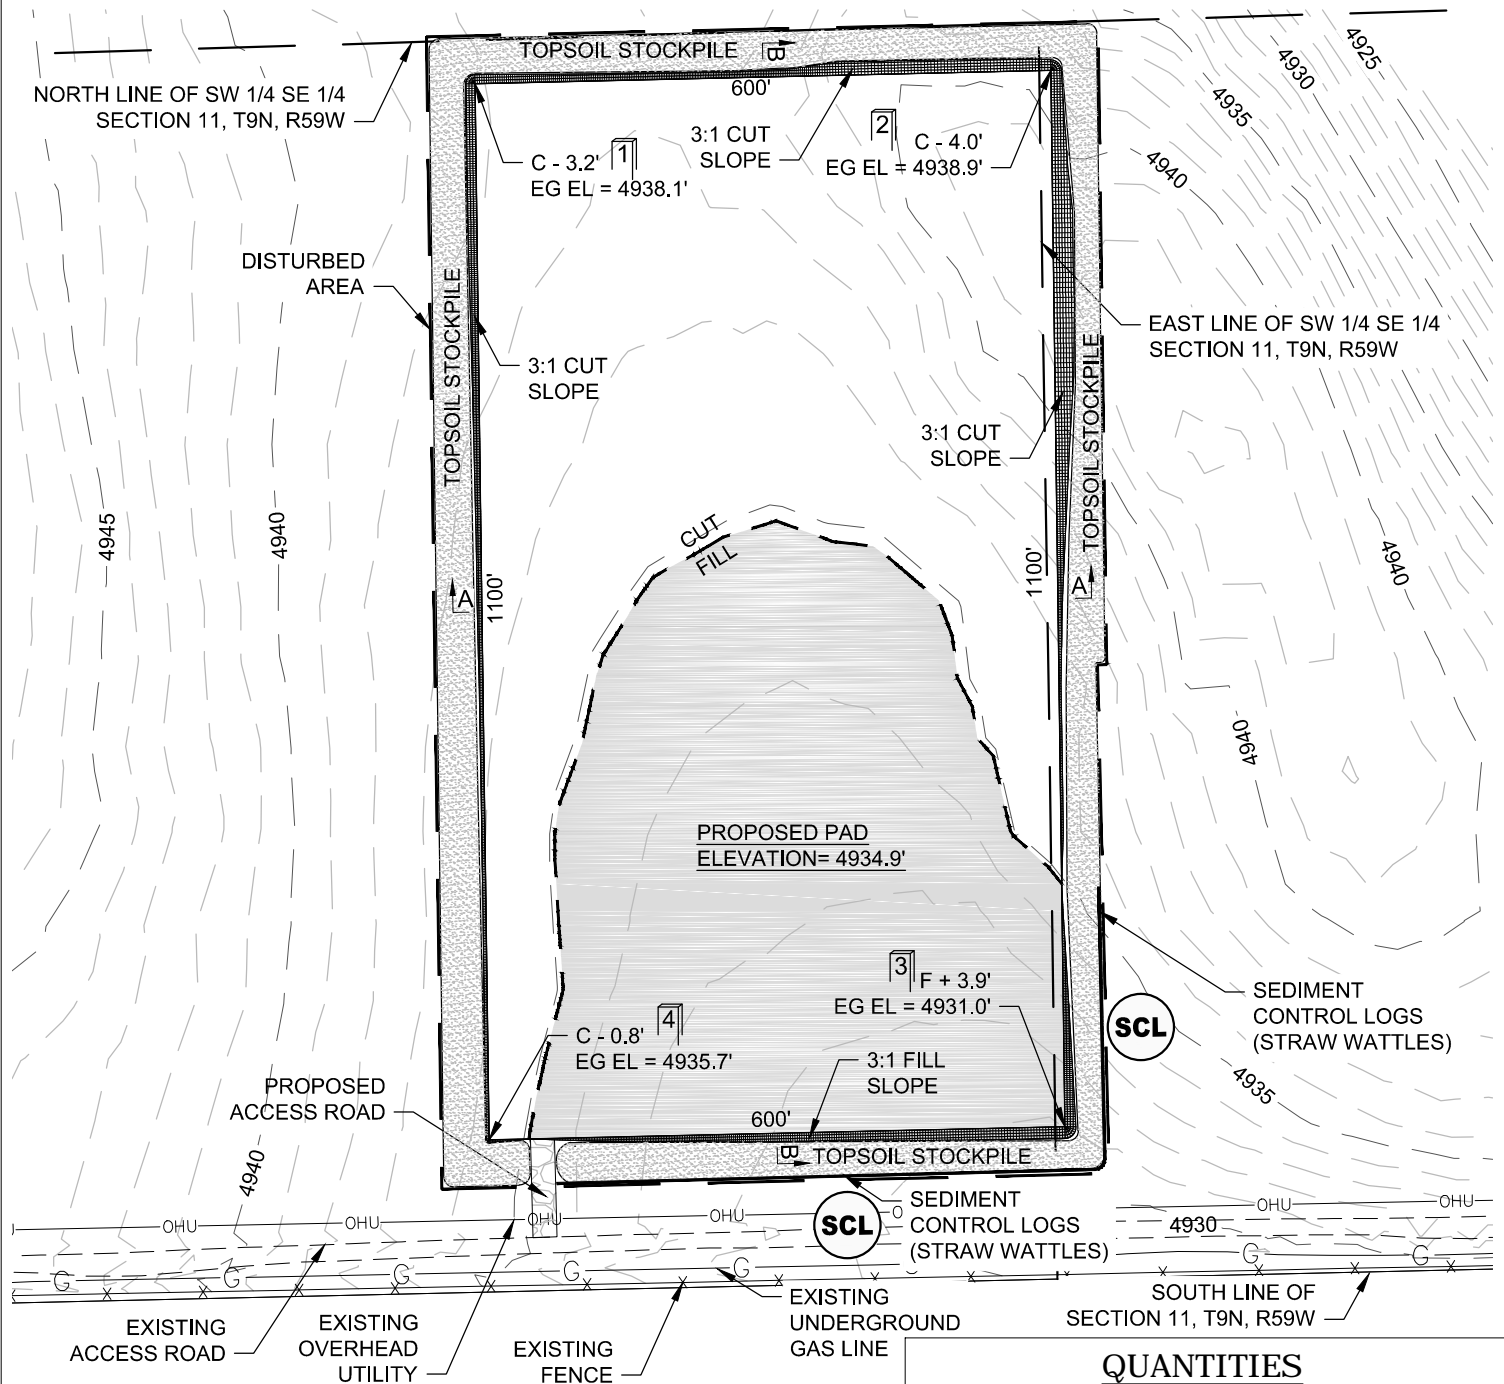 TOPSOIL STOCKPILE
B
4925
4930
4935
4940
NORTH LINE OF SW 1/4 SE 1/4
SECTION 11, T9N, R59W
600'
3:1 CUT
SLOPE
1
C - 3.2'
EG EL = 4938.1'
2
C - 4.0'
EG EL = 4938.9'
DISTURBED
AREA
TOPSOIL STOCKPILE
3:1 CUT
SLOPE
EAST LINE OF SW 1/4 SE 1/4
SECTION 11, T9N, R59W
3:1 CUT
SLOPE
TOPSOIL STOCKPILE
4945
4940
CUT
FILL
4940
A
1100'
1100'
A
4940
PROPOSED PAD
ELEVATION= 4934.9'
3
F + 3.9'
EG EL = 4931.0'
4
C - 0.8'
EG EL = 4935.7'
3:1 FILL
SLOPE
SEDIMENT
CONTROL LOGS
(STRAW WATTLES)
SCL
4935
PROPOSED
ACCESS ROAD
600'
B
TOPSOIL STOCKPILE
4940
SEDIMENT
CONTROL LOGS
(STRAW WATTLES)
SCL
OHU
OHU
OHU
OHU
O
OHU
OHU
4930
G
G
G
G
G
G
G
X
X
X
X
X
X
X
X
X
X
X
X
X
X
EXISTING
ACCESS ROAD
EXISTING
OVERHEAD
UTILITY
EXISTING
FENCE
EXISTING
UNDERGROUND
GAS LINE
SOUTH LINE OF
SECTION 11, T9N, R59W
QUANTITIES